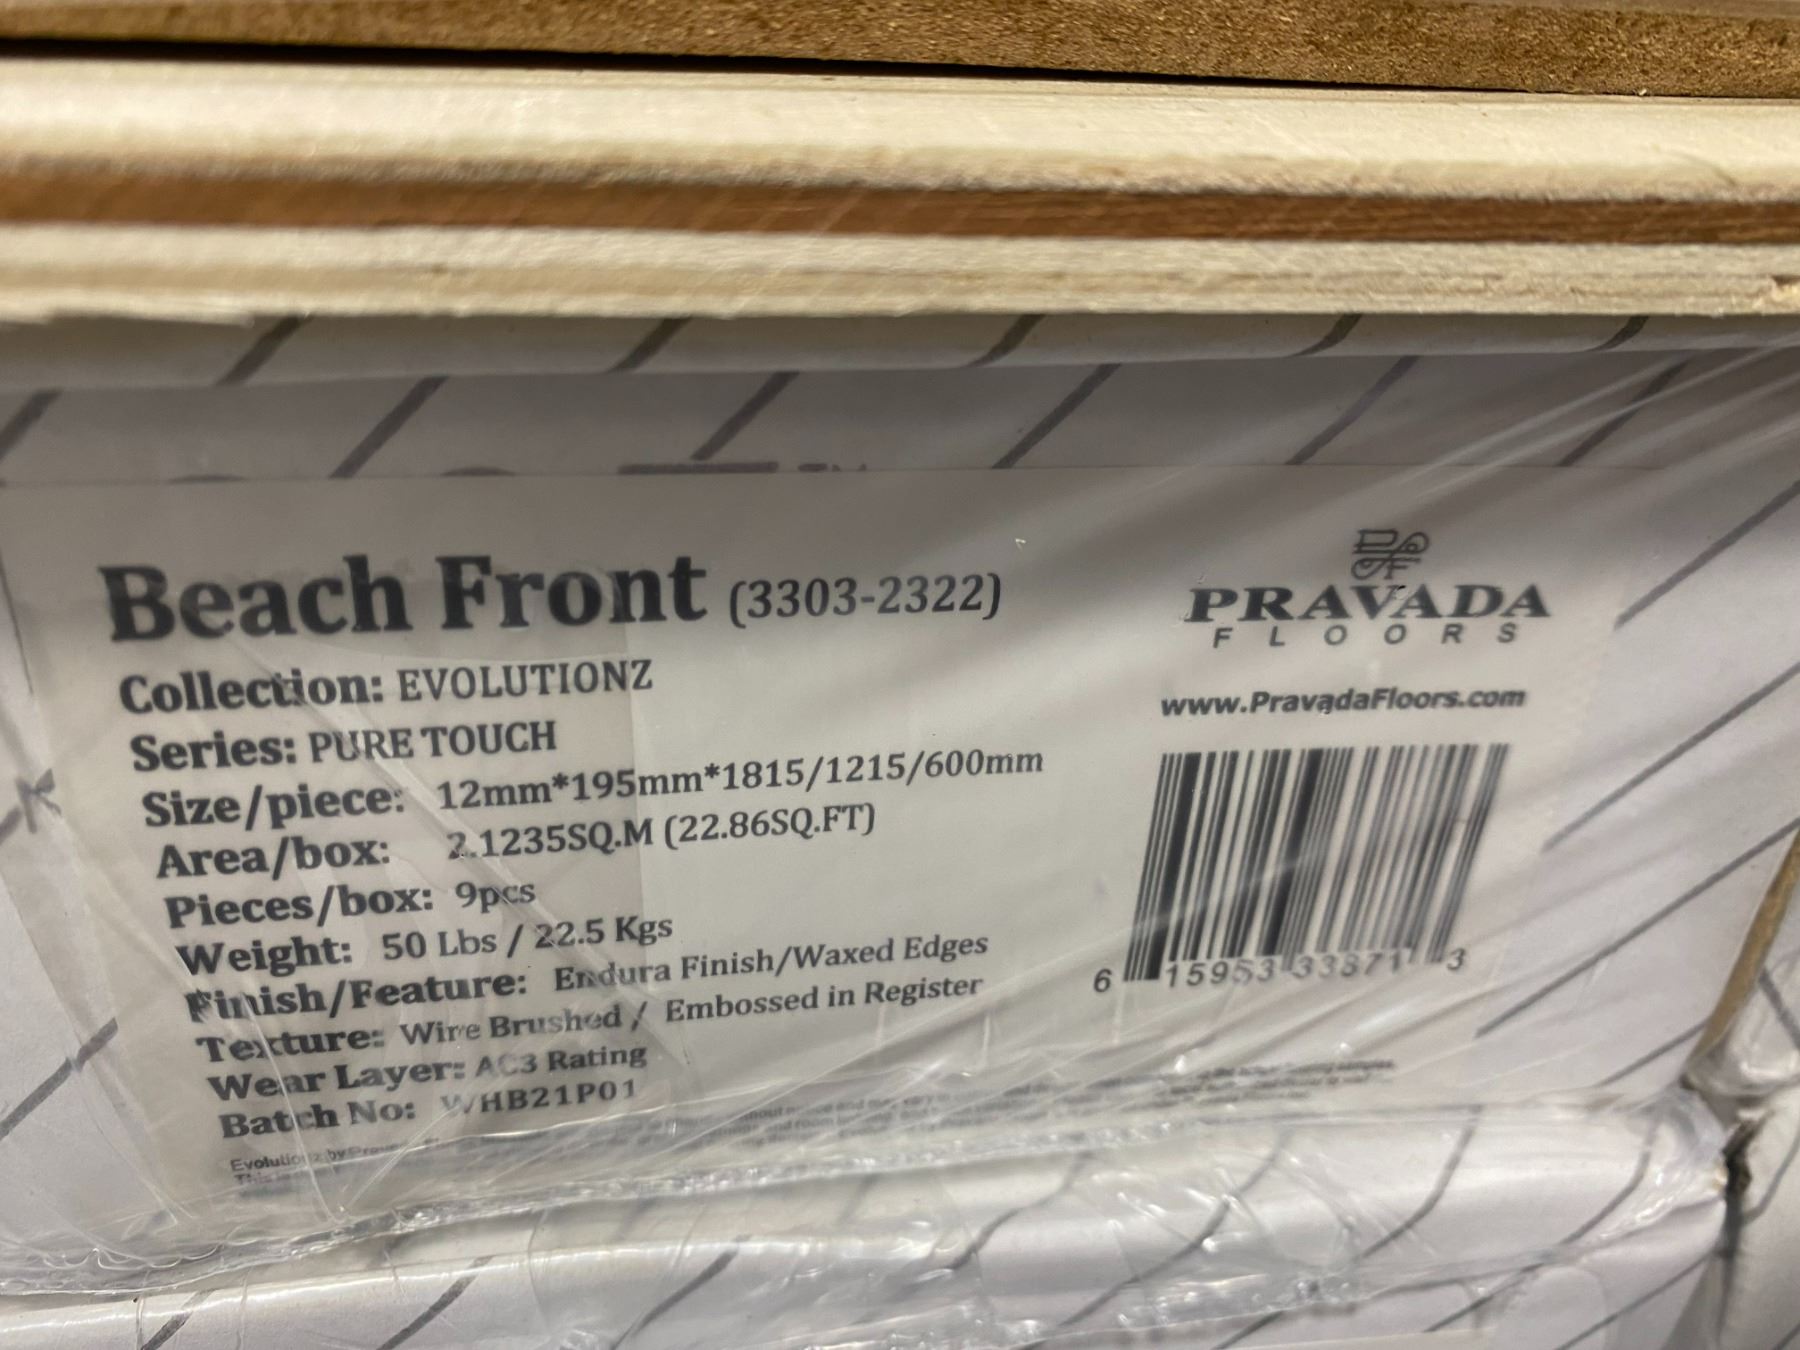 Beach Front (3303-2322)
Collection: EVOLUTIONZ
Series: PURE TOUCH
Size/piece: 12mm*195mm*1815/1215/600mm
Area/box: 2.1235SQ.M (22.86SQ.FT)
Pieces/box: 9pcs
Weight: 50 Lbs / 22.5 Kgs
Finish/Feature: Endura Finish/Waxed Edges
Texture: Wire Brushed / Embossed in Register
Wear Layer: AC3 Rating
Batch No: WHB21P01
PRAVADA
FLOORS
www.PravadaFloors.com
6 15953 33871 3